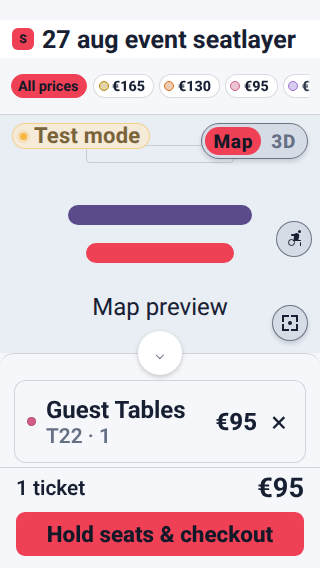 S 27 aug event seatlayer
All prices €165 €130 €95 €
Test mode Map 3D
Map preview
Guest Tables
T22 · 1
€95 ×
1 ticket €95
Hold seats & checkout